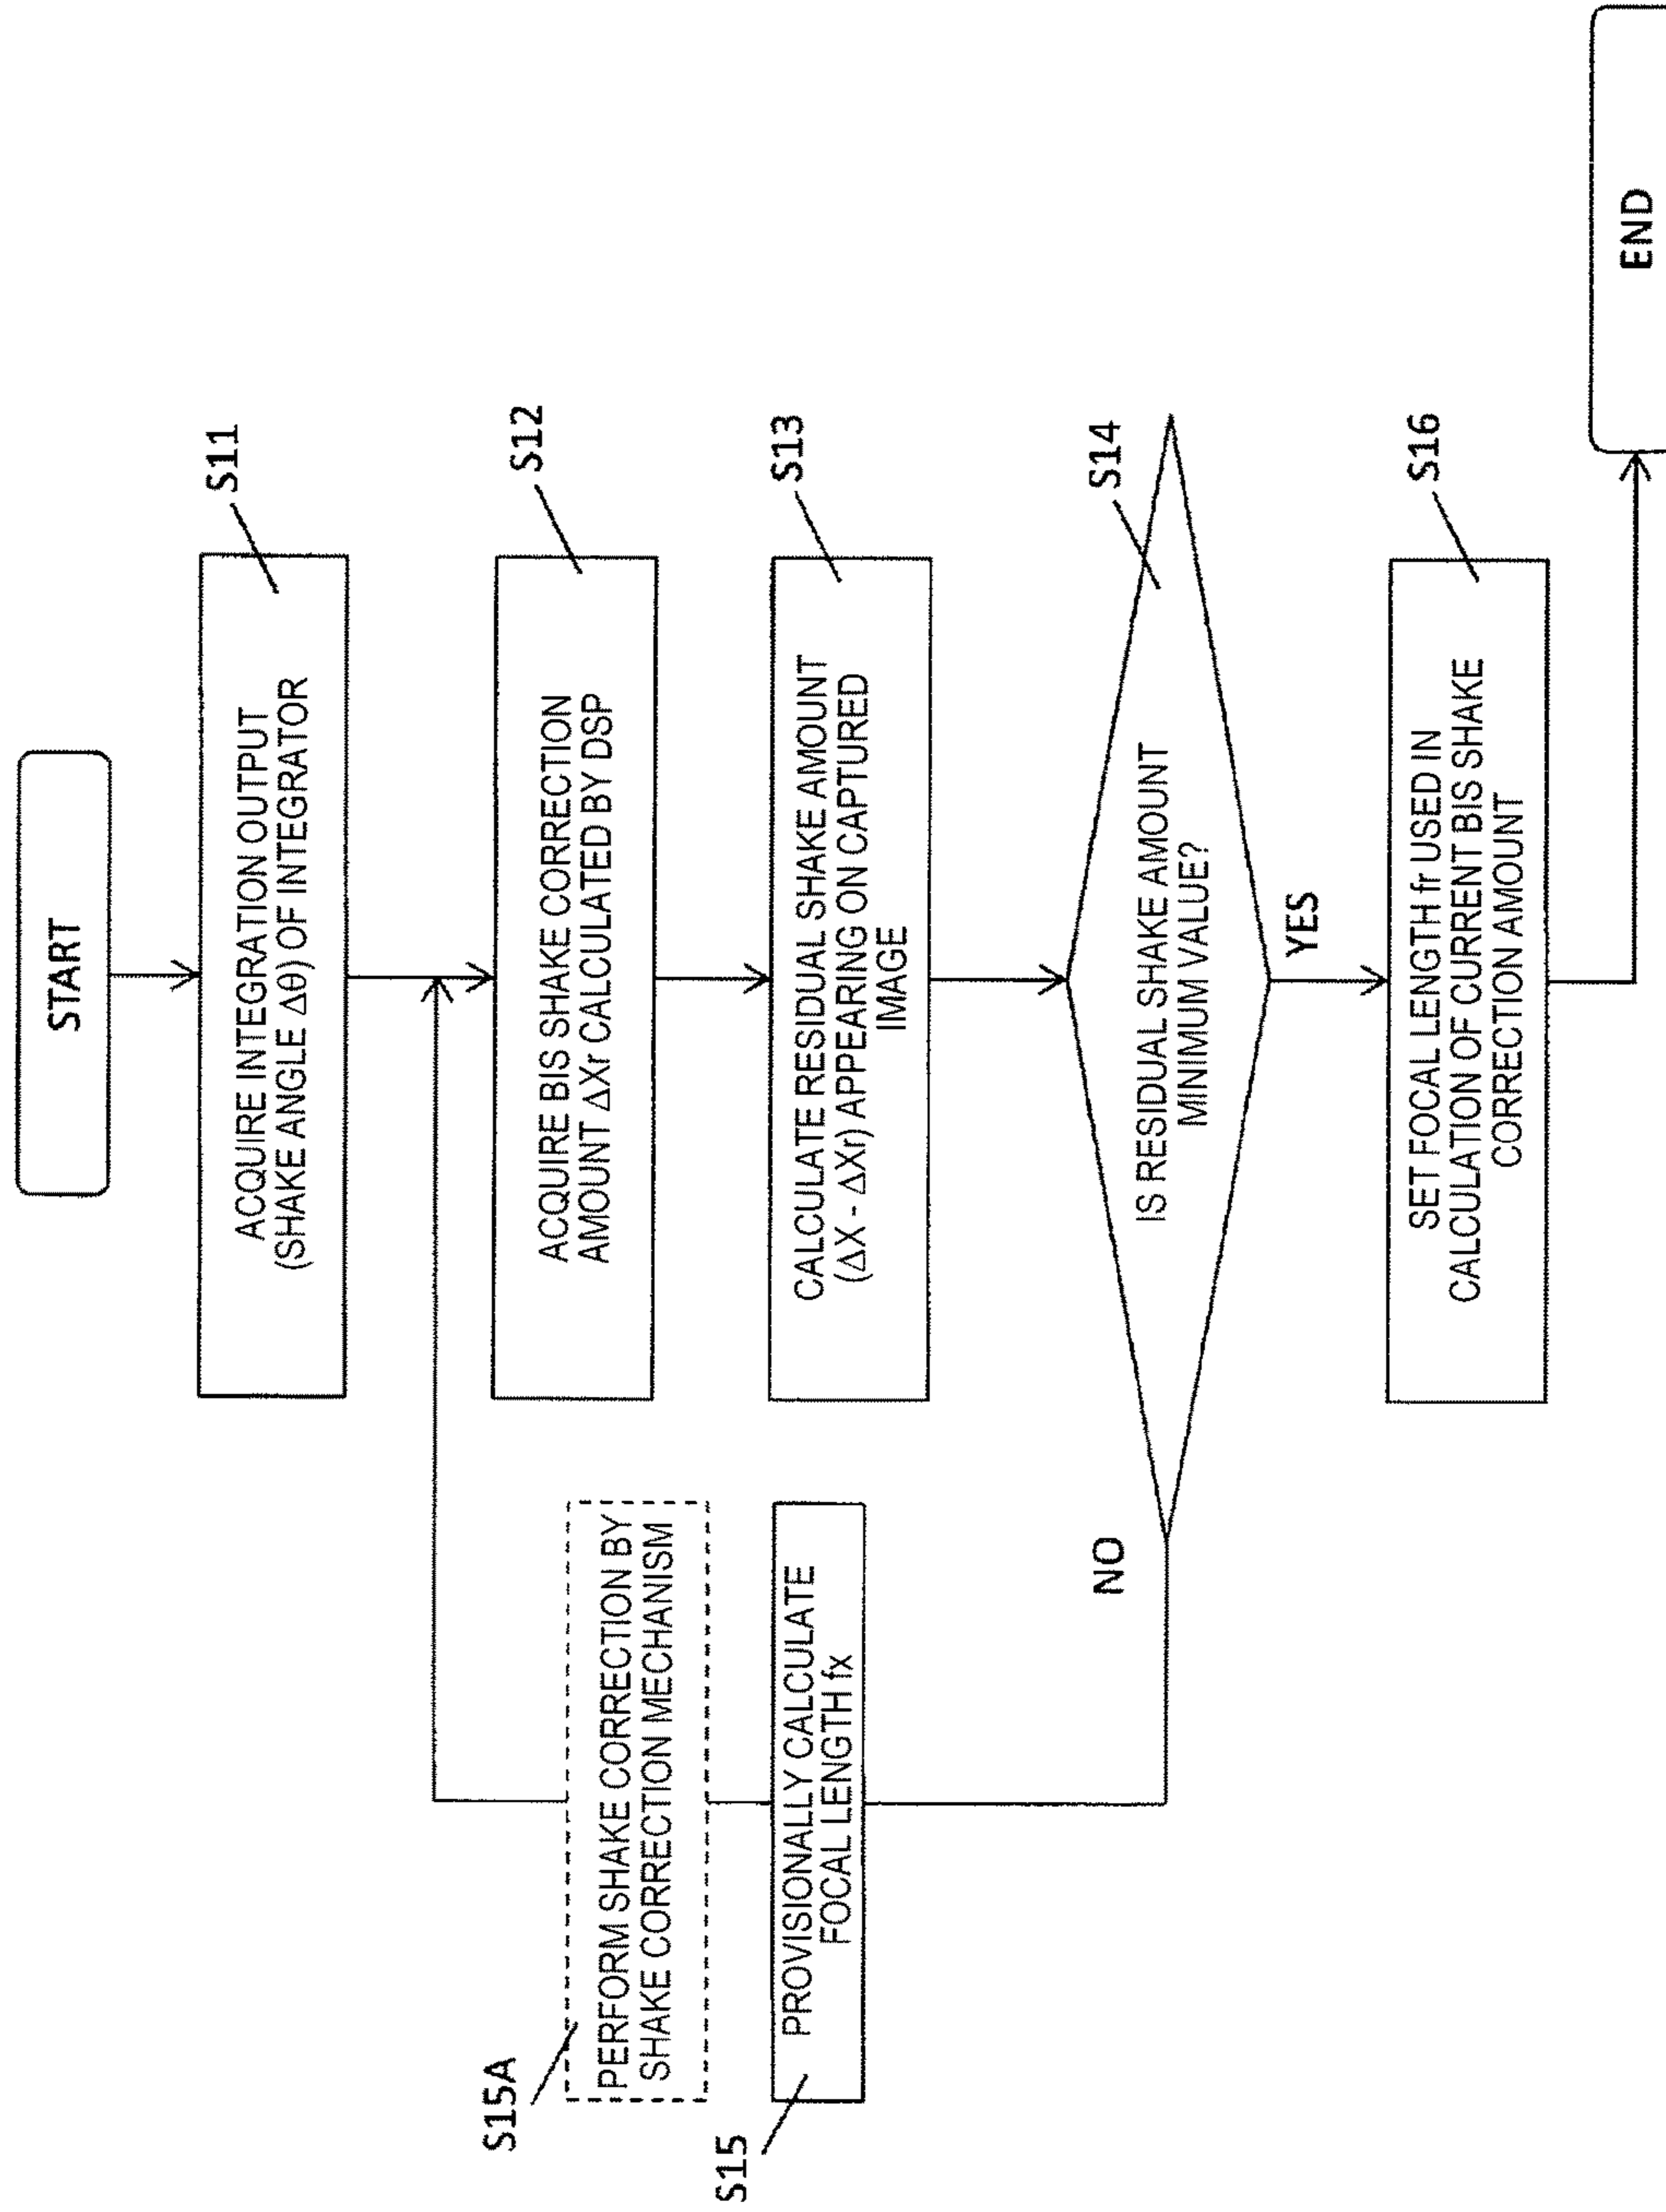 START
S11
ACQUIRE INTEGRATION OUTPUT
(SHAKE ANGLE Δθ) OF INTEGRATOR
S12
ACQUIRE BIS SHAKE CORRECTION
AMOUNT ΔXr CALCULATED BY DSP
S13
CALCULATE RESIDUAL SHAKE AMOUNT
(ΔX - ΔXr) APPEARING ON CAPTURED
IMAGE
S14
IS RESIDUAL SHAKE AMOUNT
MINIMUM VALUE?
NO
YES
S15A
PERFORM SHAKE CORRECTION BY
SHAKE CORRECTION MECHANISM
S15
PROVISIONALLY CALCULATE
FOCAL LENGTH fx
S16
SET FOCAL LENGTH fr USED IN
CALCULATION OF CURRENT BIS SHAKE
CORRECTION AMOUNT
END